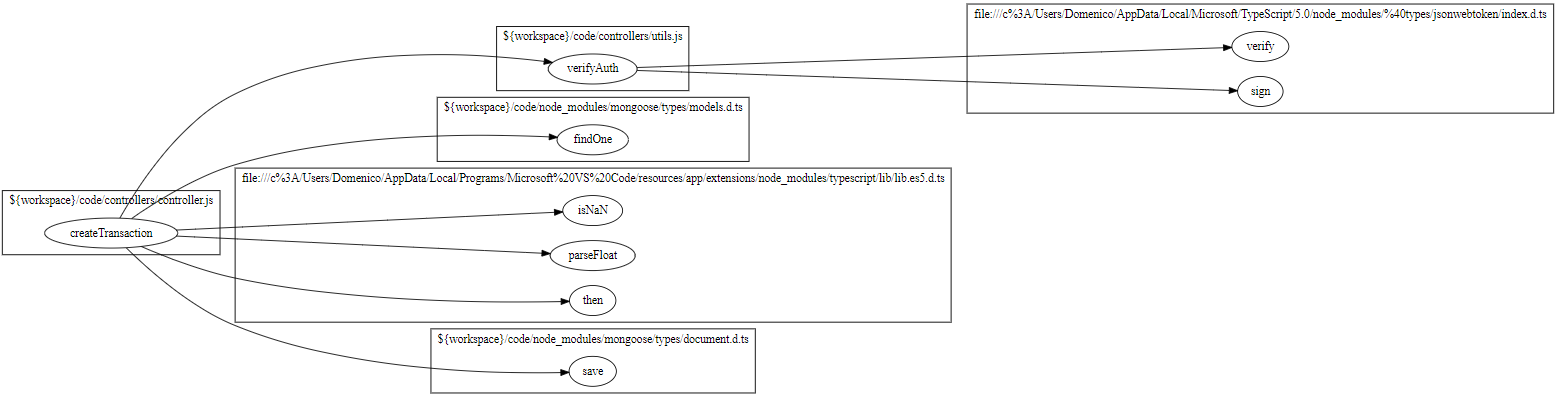 file:///c%3A/Users/Domenico/AppData/Local/Microsoft/TypeScript/5.0/node_modules/%40types/jsonwebtoken/index.d.ts
verify
sign
${workspace}/code/controllers/utils.js
verifyAuth
${workspace}/code/node_modules/mongoose/types/models.d.ts
findOne
file:///c%3A/Users/Domenico/AppData/Local/Programs/Microsoft%20VS%20Code/resources/app/extensions/node_modules/typescript/lib/lib.es5.d.ts
isNaN
parseFloat
then
${workspace}/code/controllers/controller.js
createTransaction
${workspace}/code/node_modules/mongoose/types/document.d.ts
save